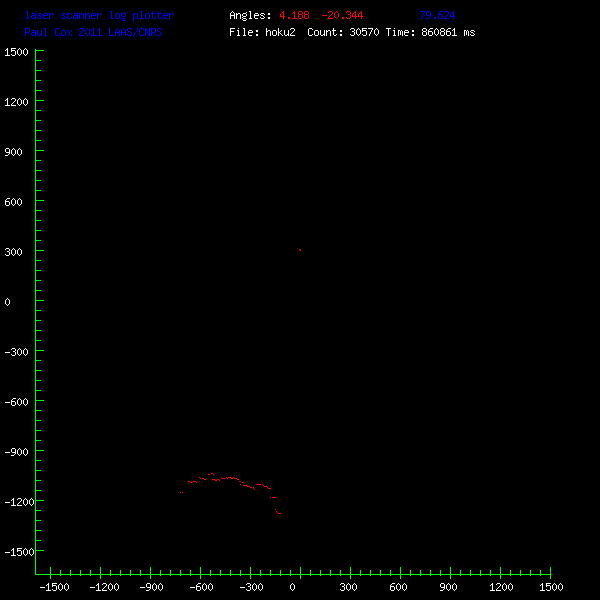 laser scanner log plotter
Angles: 4.188 -20.344 79.624
Paul Cox 2011 LAAS/CNRS
File: hoku2 Count: 30570 Time: 860861 ms
1500
1200
900
600
300
0
-300
-600
-900
-1200
-1500
-1500 -1200 -900 -600 -300 0 300 600 900 1200 1500